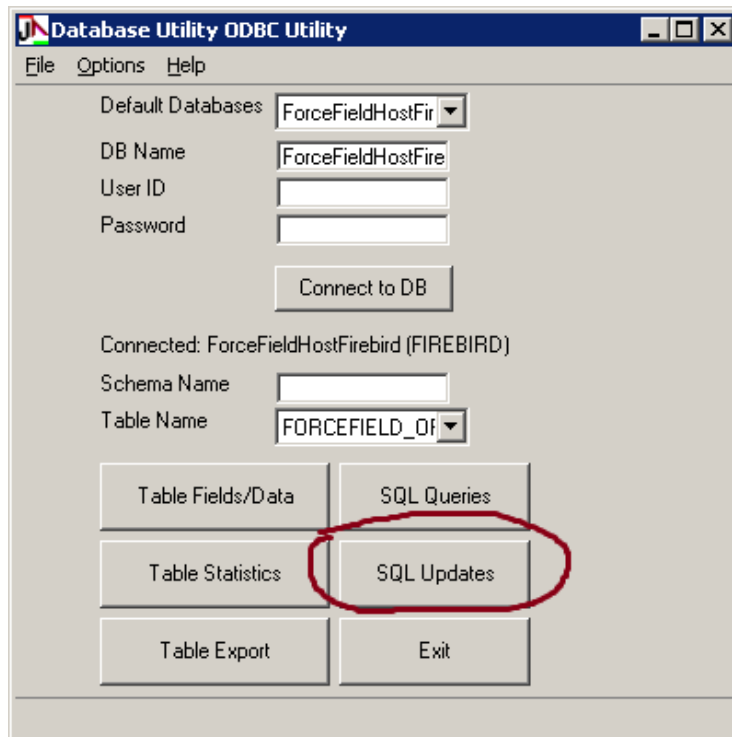 Database Utility ODBC Utility
File Options Help
Default Databases ForceFieldHostFir
DB Name ForceFieldHostFire
User ID
Password
Connect to DB
Connected: ForceFieldHostFirebird (FIREBIRD)
Schema Name
Table Name FORCEFIELD_OF
Table Fields/Data SQL Queries
Table Statistics SQL Updates
Table Export Exit